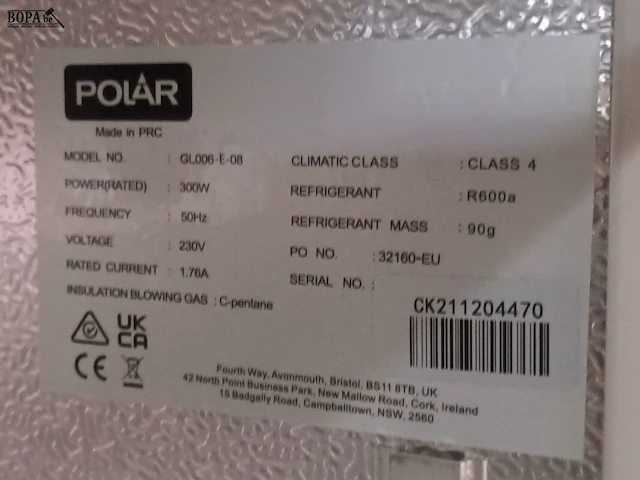 BOPA be
POLAR
Made in PRC
MODEL NO. : GL006-E-08
POWER(RATED) : 300W
FREQUENCY : 50Hz
VOLTAGE : 230V
RATED CURRENT : 1.76A
INSULATION BLOWING GAS : C-pentane
CLIMATIC CLASS : CLASS 4
REFRIGERANT : R600a
REFRIGERANT MASS : 90g
PO NO. : 32160-EU
SERIAL NO. :
CK211204470
UK
CA
CE
Fourth Way, Avonmouth, Bristol, BS11 8TB, UK
42 North Point Business Park, New Mallow Road, Cork, Ireland
15 Badgally Road, Campbelltown, NSW, 2560